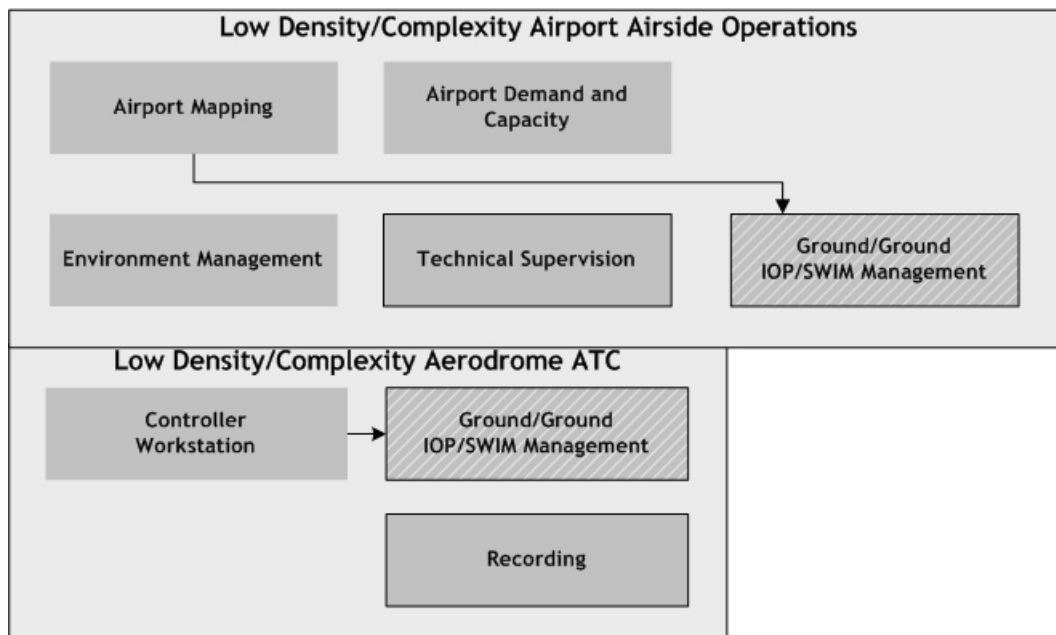 Low Density/Complexity Airport Airside Operations
Airport Mapping
Airport Demand and
Capacity
Environment Management
Technical Supervision
Ground/Ground
IOP/SWIM Management
Low Density/Complexity Aerodrome ATC
Controller
Workstation
Ground/Ground
IOP/SWIM Management
Recording